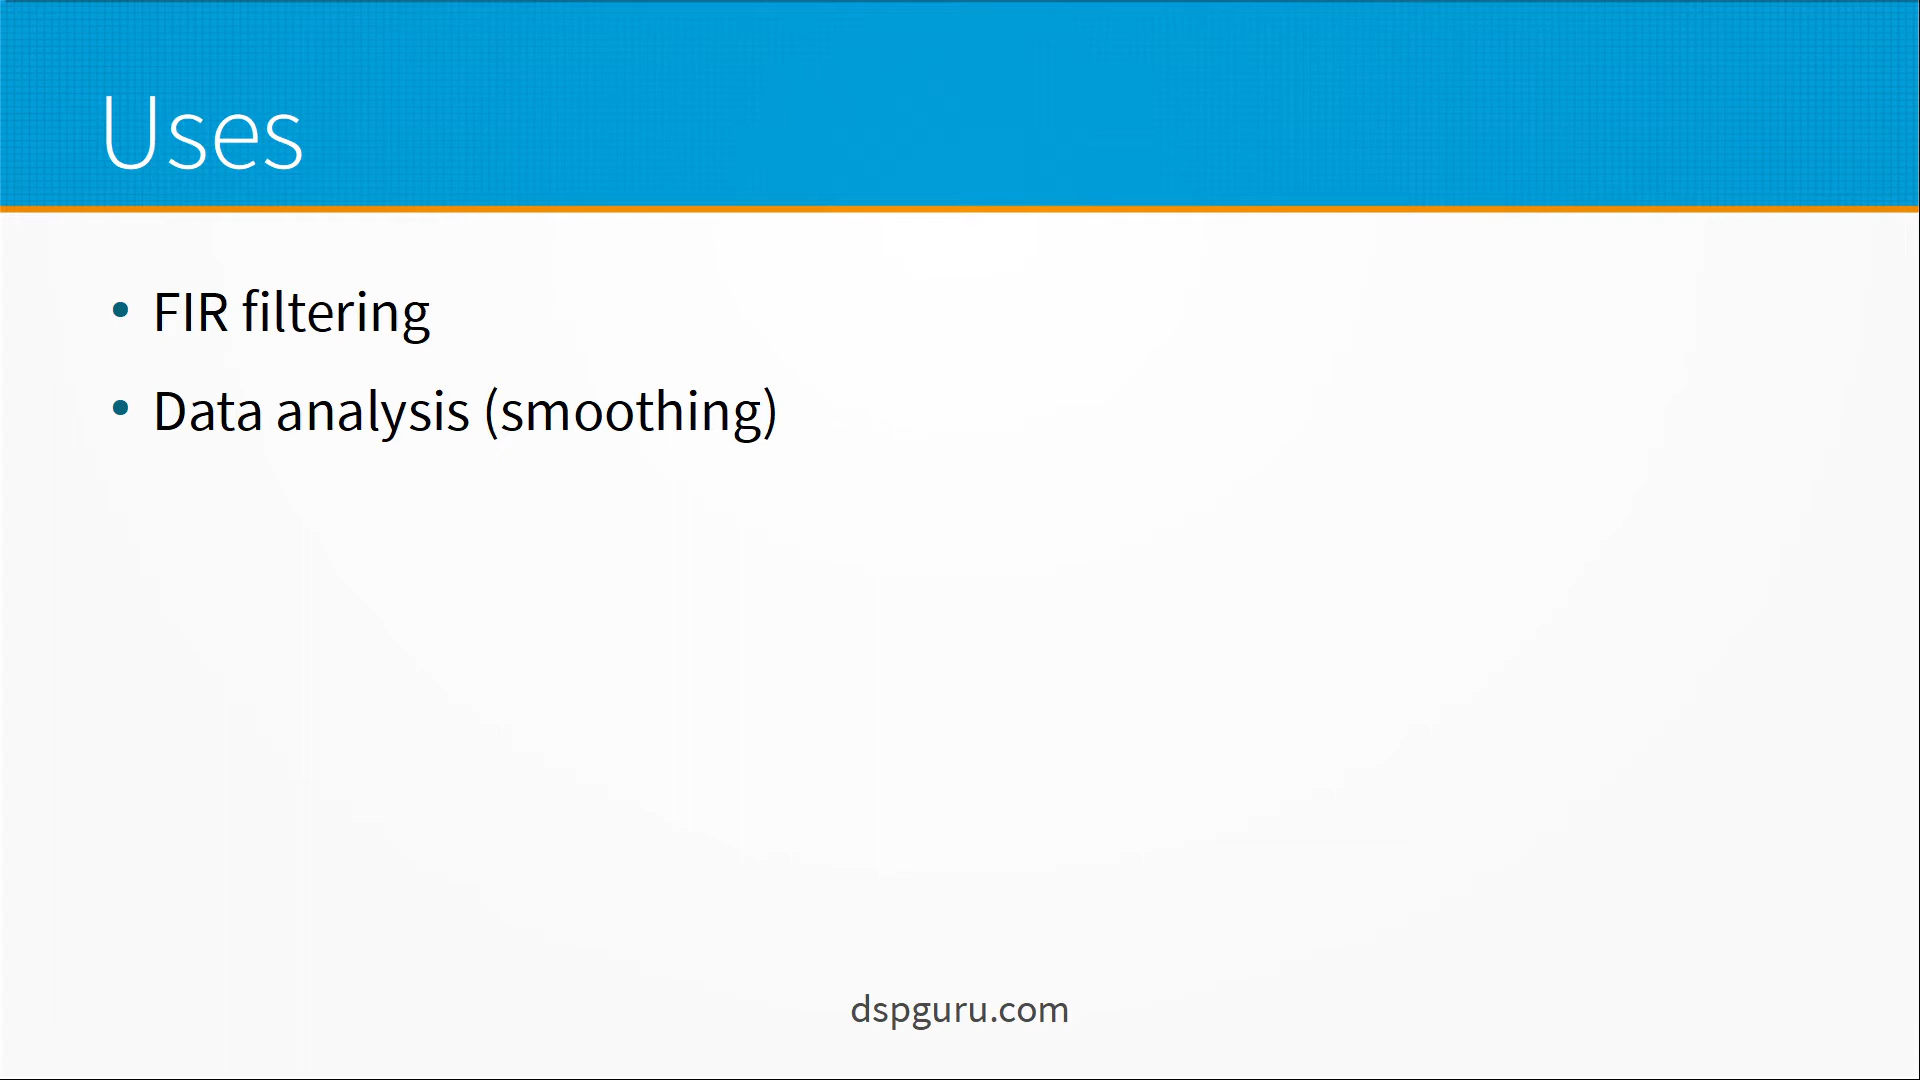 Uses
• FIR filtering
• Data analysis (smoothing)
dspguru.com